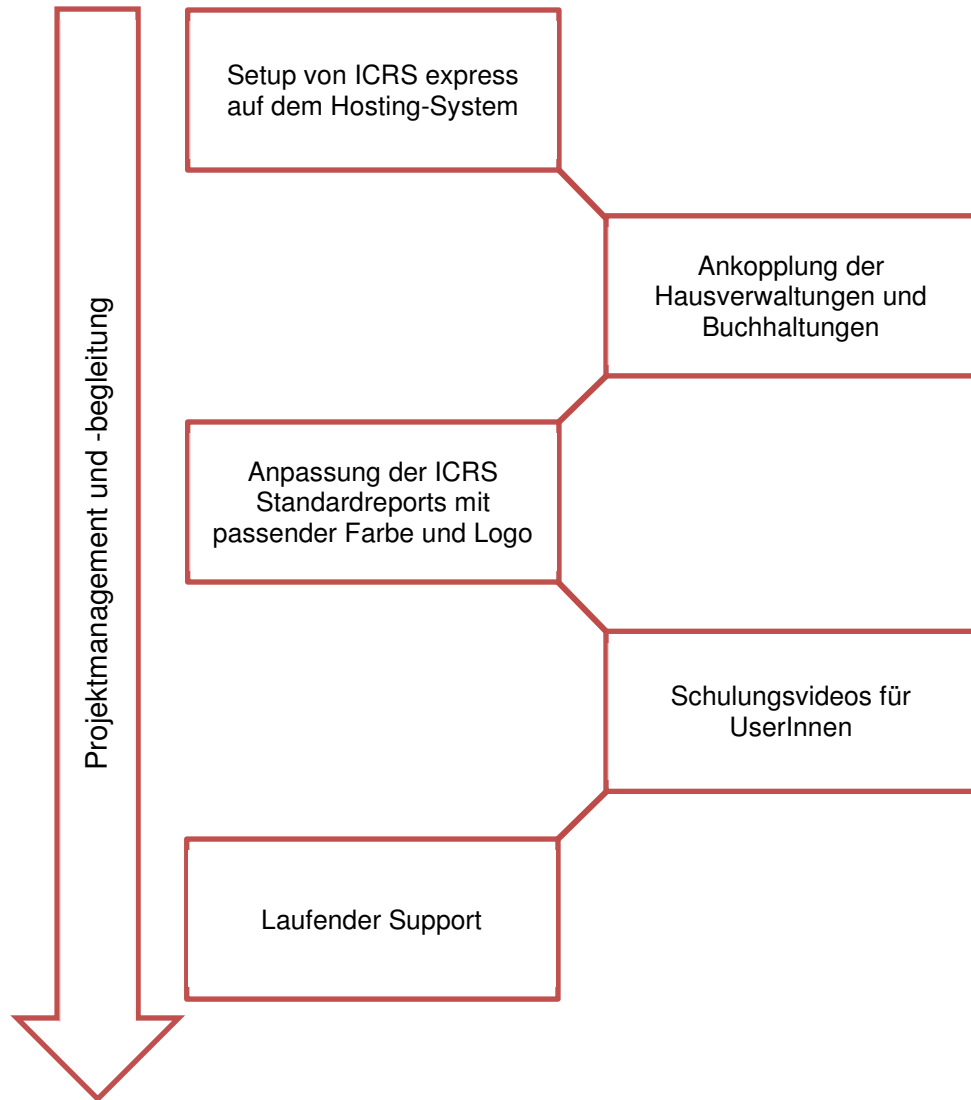 Setup von ICRS express
auf dem Hosting-System
Ankopplung der
Hausverwaltungen und
Buchhaltungen
Projektmanagement und -begleitung
Anpassung der ICRS
Standardreports mit
passender Farbe und Logo
Schulungsvideos für
UserInnen
Laufender Support